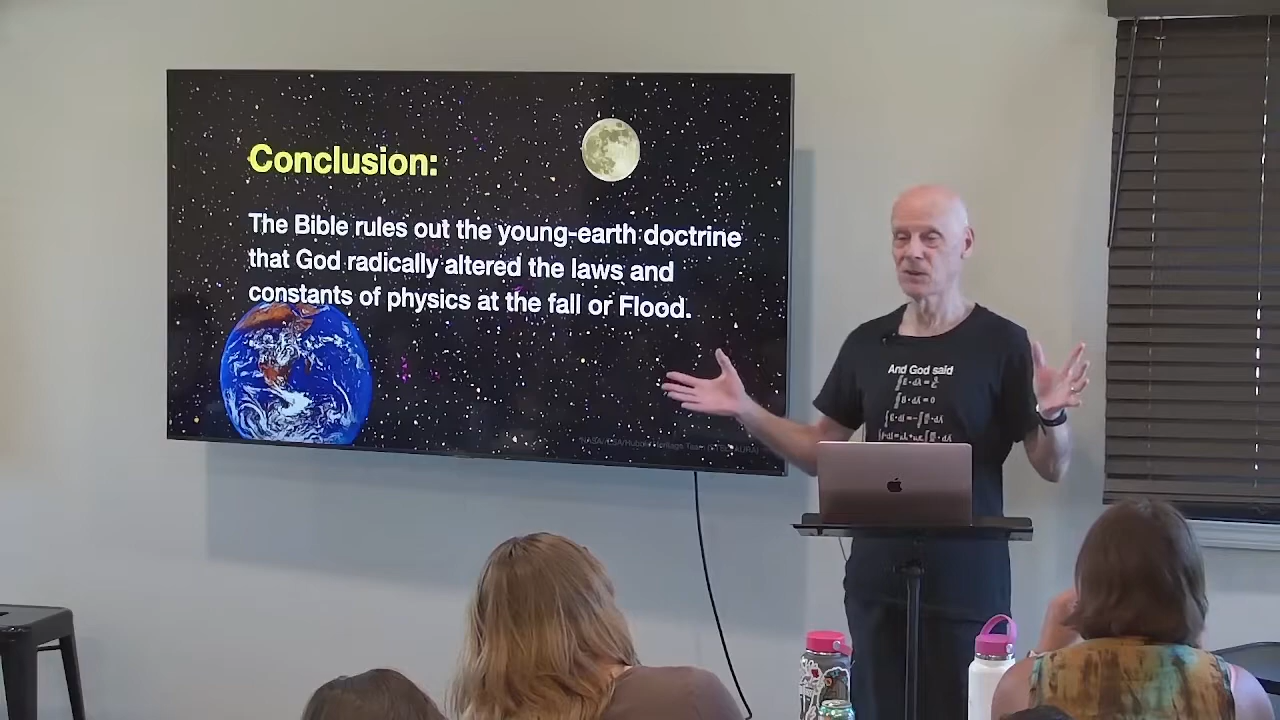 Conclusion:
The Bible rules out the young-earth doctrine
that God radically altered the laws and
constants of physics at the fall or Flood.
And God said